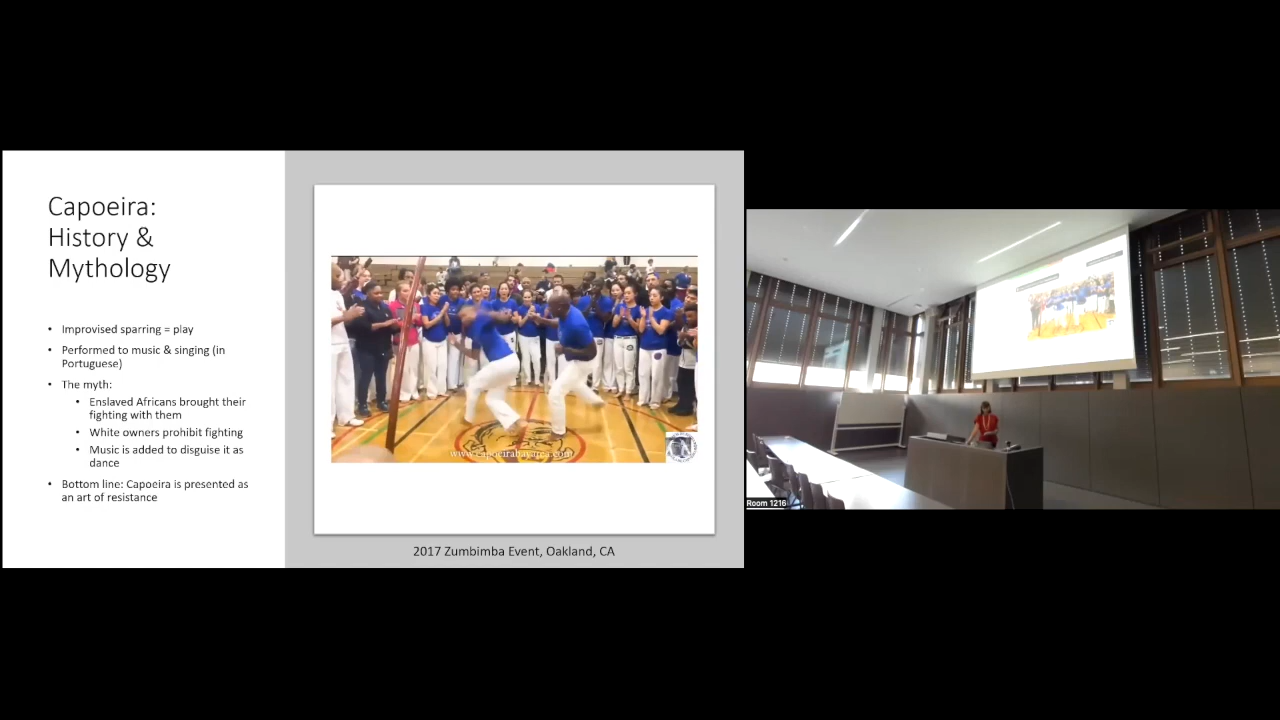 Capoeira:
History &
Mythology
• Improvised sparring = play
• Performed to music & singing (in
Portuguese)
• The myth:
• Enslaved Africans brought their
fighting with them
• White owners prohibit fighting
• Music is added to disguise it as
dance
• Bottom line: Capoeira is presented as
an art of resistance
www.capoeirabayarea.com
2017 Zumbimba Event, Oakland, CA
Room 1216